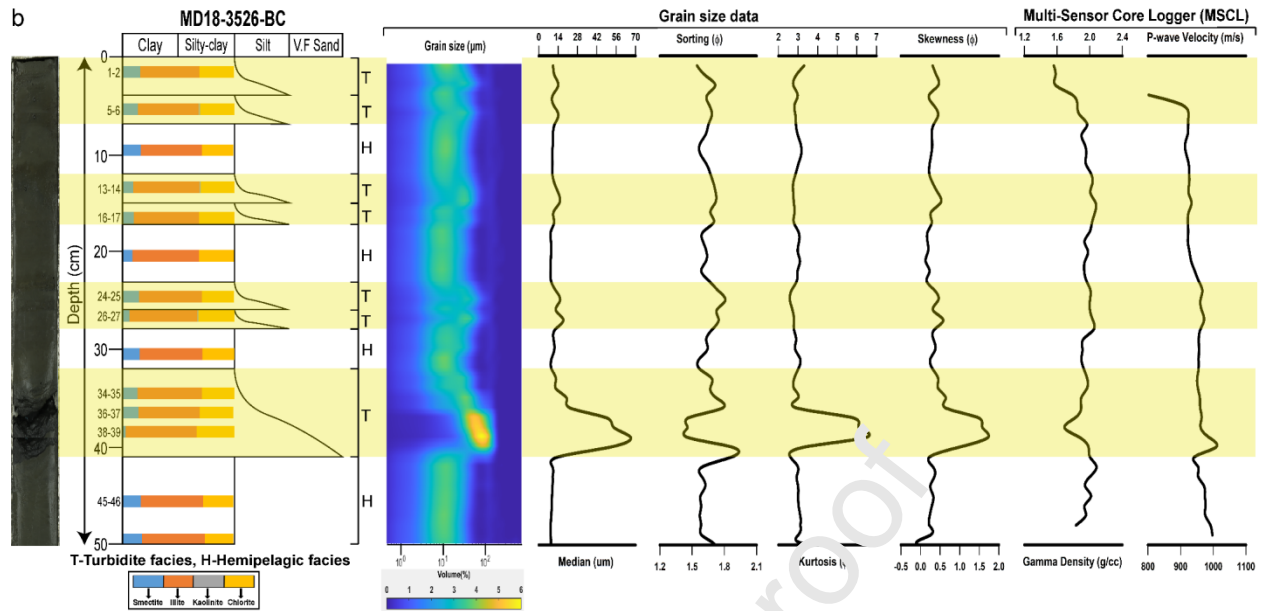 b
MD18-3526-BC
Grain size data
Multi-Sensor Core Logger (MSCL)
Clay Silty-clay Silt V.F Sand
Grain size (µm)
0 14 28 42 56 70
Sorting (ϕ)
2 3 4 5 6 7
Skewness (ϕ)
1.2 1.6 2.0 2.4
P-wave Velocity (m/s)
Depth (cm)
0
10
20
30
40
50
1-2
5-6
13-14
16-17
24-25
26-27
34-35
36-37
38-39
45-46
T
T
H
T
T
H
T
T
H
T
H
T-Turbidite facies, H-Hemipelagic facies
Smectite Illite Kaolinite Chlorite
10⁰ 10¹ 10²
Volume(%)
0 1 2 3 4 5 6
Median (um)
1.2 1.5 1.8 2.1
Kurtosis (
-0.5 0.0 0.5 1.0 1.5 2.0
Gamma Density (g/cc)
800 900 1000 1100
roof